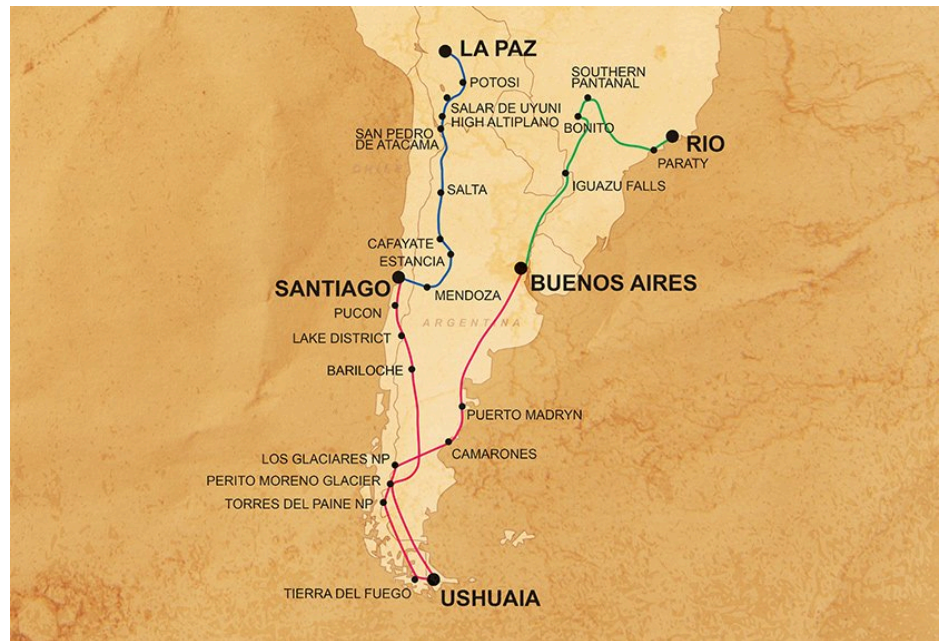 LA PAZ
POTOSI
SOUTHERN
PANTANAL
SALAR DE UYUNI
HIGH ALTIPLANO
BONITO
SAN PEDRO
DE ATACAMA
RIO
PARATY
IGUAZU FALLS
SALTA
CAFAYATE
ESTANCIA
SANTIAGO
MENDOZA
BUENOS AIRES
PUCON
ARGENTINA
LAKE DISTRICT
BARILOCHE
PUERTO MADRYN
CAMARONES
LOS GLACIARES NP
PERITO MORENO GLACIER
TORRES DEL PAINE NP
TIERRA DEL FUEGO
USHUAIA